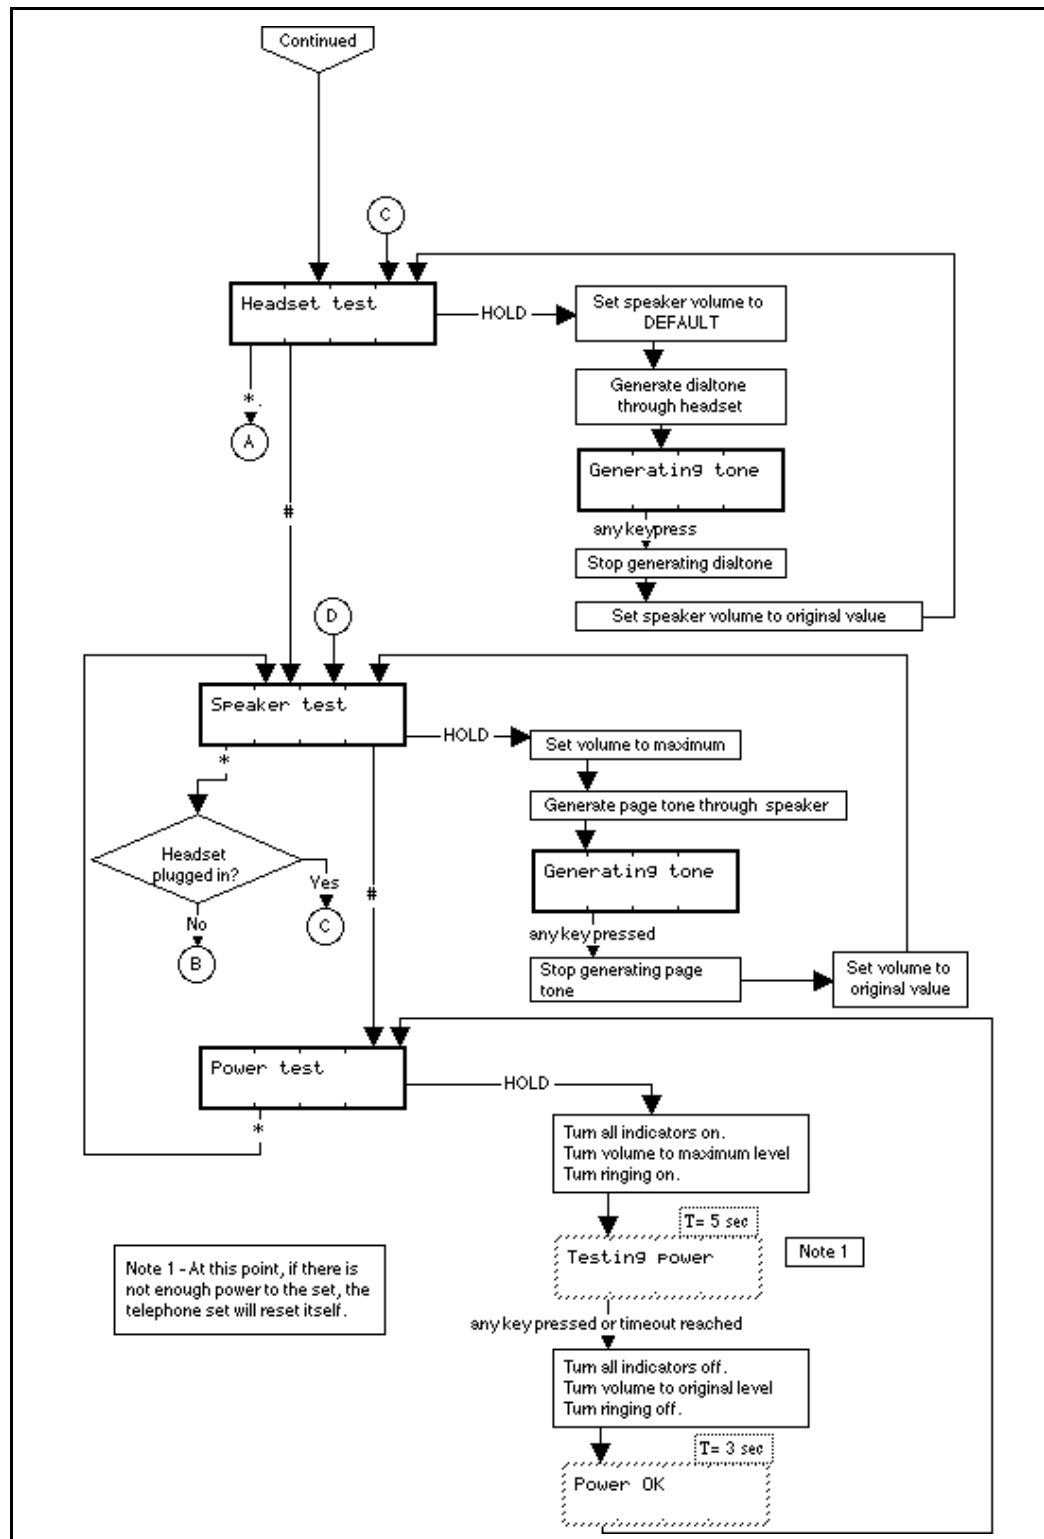 Continued
C
Headset test
HOLD
Set speaker volume to
DEFAULT
Generate dialtone
through headset
*
A
Generating tone
#
any keypress
Stop generating dialtone
Set speaker volume to original value
D
Speaker test
HOLD
Set volume to maximum
*
Generate page tone through speaker
Headset
plugged in?
Yes
#
Generating tone
No
C
B
any key pressed
Stop generating page
tone
Set volume to
original value
Power test
HOLD
*
Turn all indicators on.
Turn volume to maximum level
Turn ringing on.
T= 5 sec
Testing power
Note 1
Note 1 - At this point, if there is
not enough power to the set, the
telephone set will reset itself.
any key pressed or timeout reached
Turn all indicators off.
Turn volume to original level
Turn ringing off.
T= 3 sec
Power OK